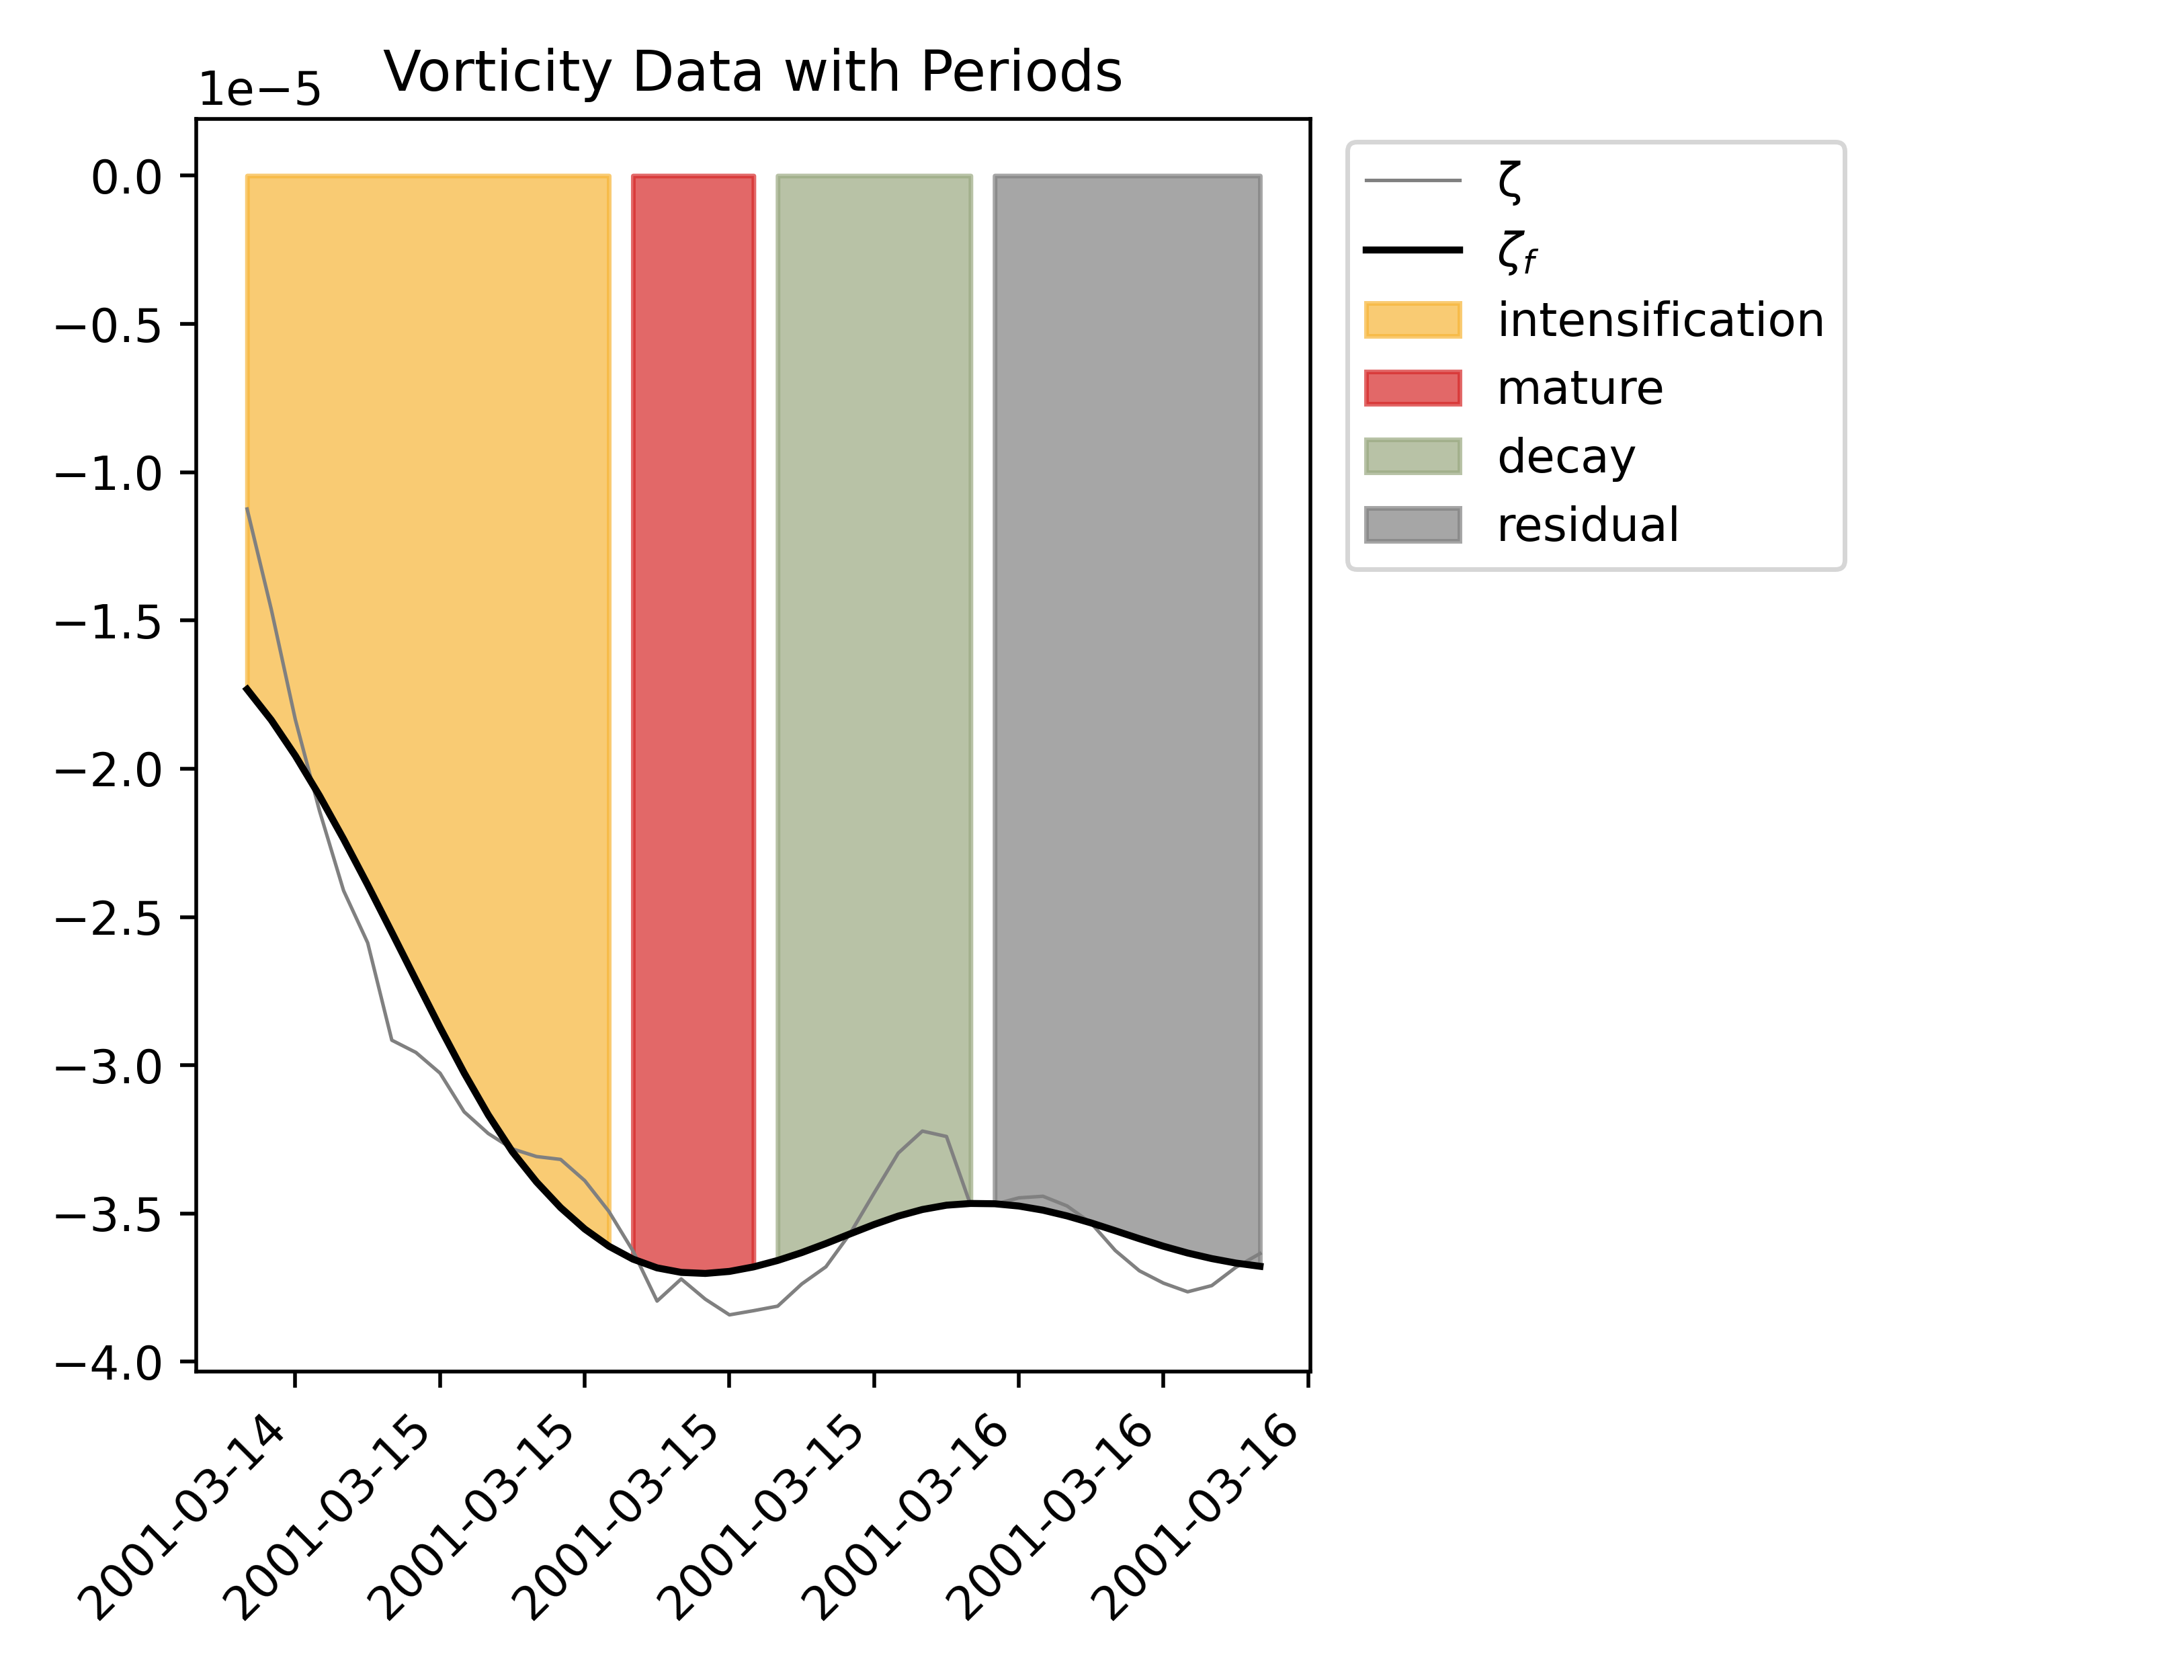 Vorticity Data with Periods
1e−5
0.0
−0.5
−1.0
−1.5
−2.0
−2.5
−3.0
−3.5
−4.0
2001-03-14
2001-03-15
2001-03-15
2001-03-15
2001-03-15
2001-03-16
2001-03-16
2001-03-16
ζ
ζf
intensification
mature
decay
residual